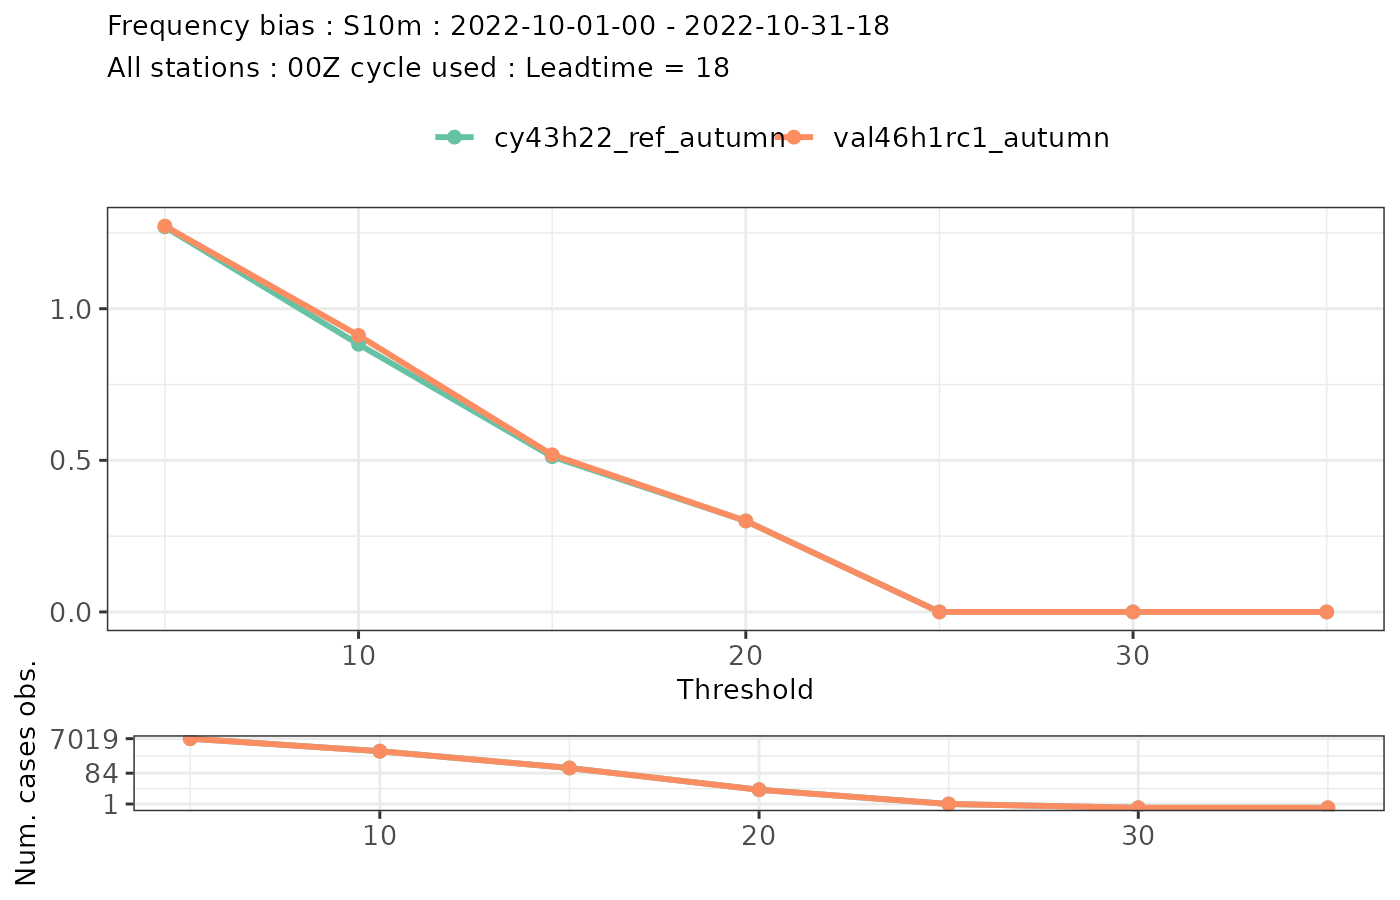 Frequency bias : S10m : 2022-10-01-00 - 2022-10-31-18
All stations : 00Z cycle used : Leadtime = 18
cy43h22_ref_autumn val46h1rc1_autumn
1.0
0.5
0.0
10 20 30
Threshold
Num. cases obs.
7019
84
1
10 20 30